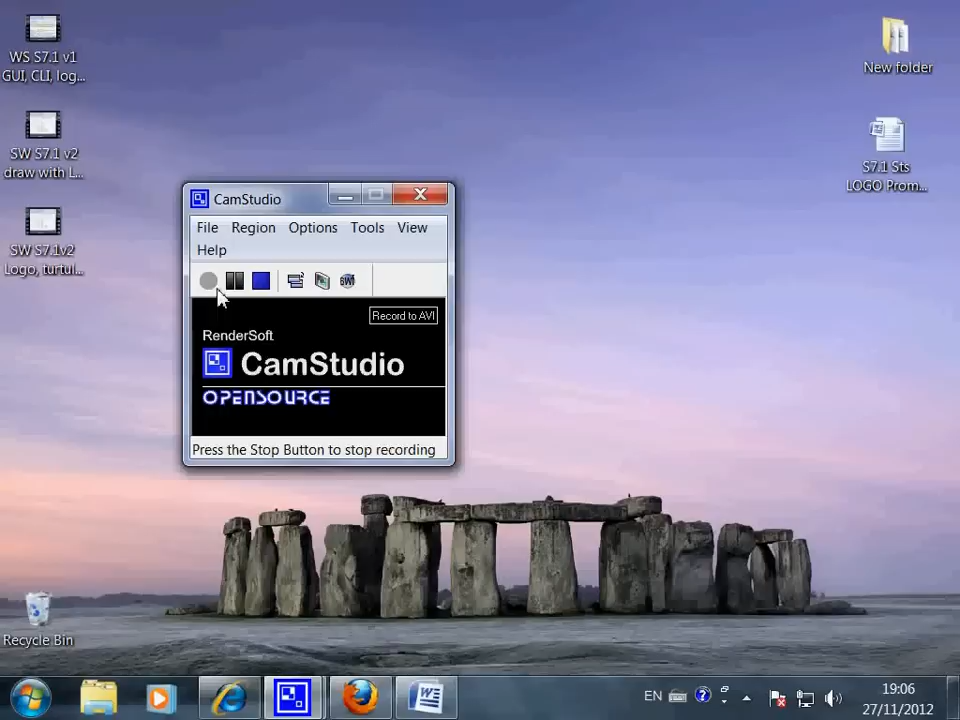 WS S7.1 v1
GUI, CLI, log...
SW S7.1 v2
draw with L...
SW S7.1v2
Logo, turtul...
Recycle Bin
New folder
S7.1 Sts
LOGO Prom...
CamStudio
File Region Options Tools View
Help
Record to AVI
RenderSoft
CamStudio
OPENSOURCE
Press the Stop Button to stop recording
EN
19:06
27/11/2012